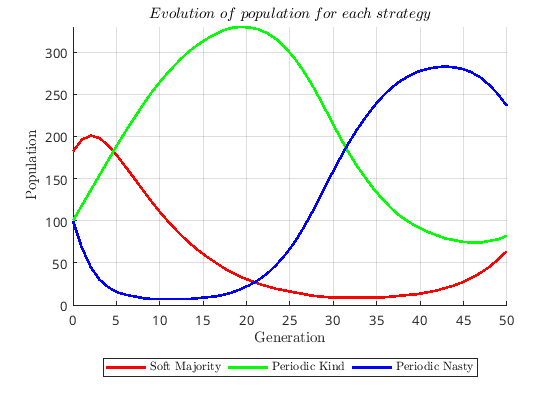 Evolution of population for each strategy
Population
300
250
200
150
100
50
0
0 5 10 15 20 25 30 35 40 45 50
Generation
Soft Majority Periodic Kind Periodic Nasty